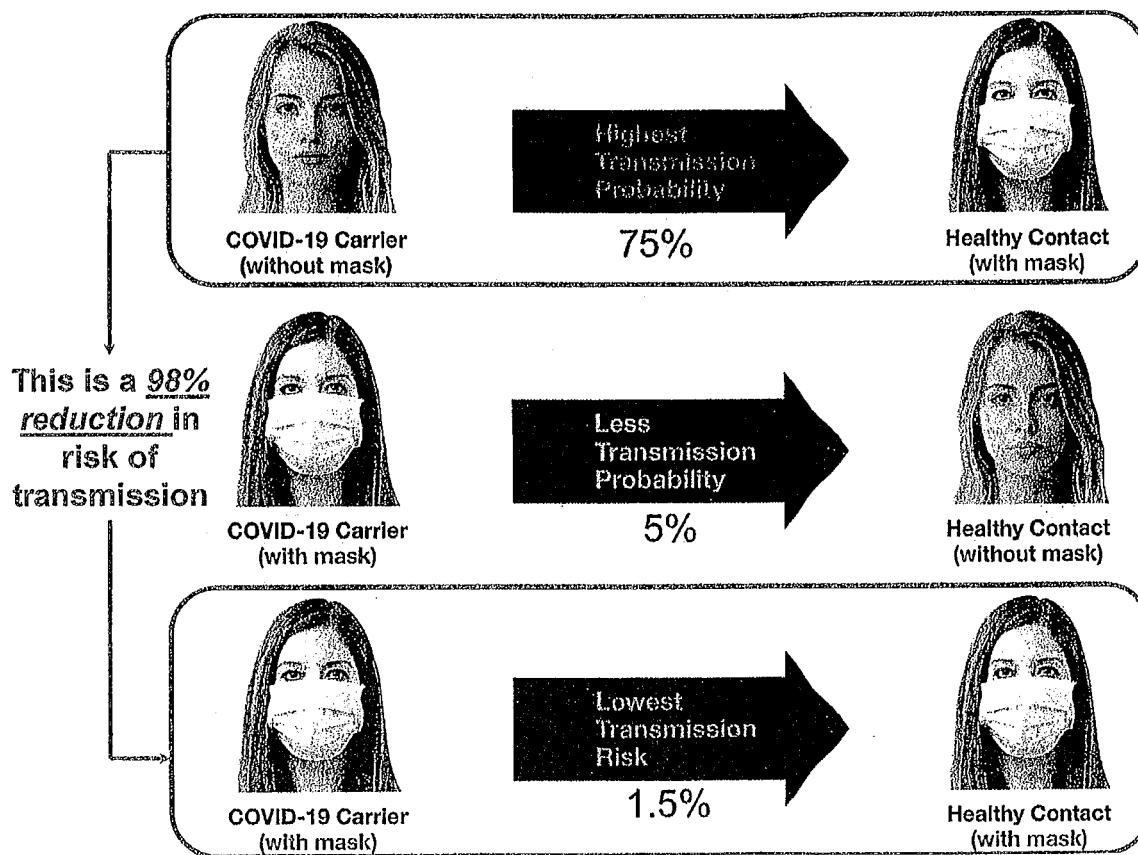 Highest
Transmission
Probability
75%
COVID-19 Carrier
(without mask)
Healthy Contact
(with mask)
This is a 98%
reduction in
risk of
transmission
Less
Transmission
Probability
5%
COVID-19 Carrier
(with mask)
Healthy Contact
(without mask)
Lowest
Transmission
Risk
1.5%
COVID-19 Carrier
(with mask)
Healthy Contact
(with mask)